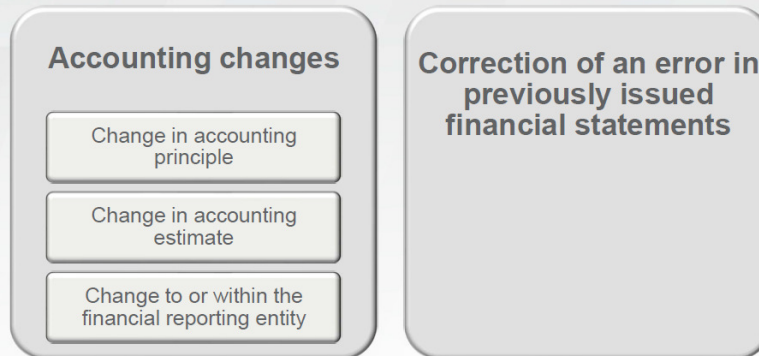 Accounting changes
Change in accounting
principle
Change in accounting
estimate
Change to or within the
financial reporting entity
Correction of an error in
previously issued
financial statements